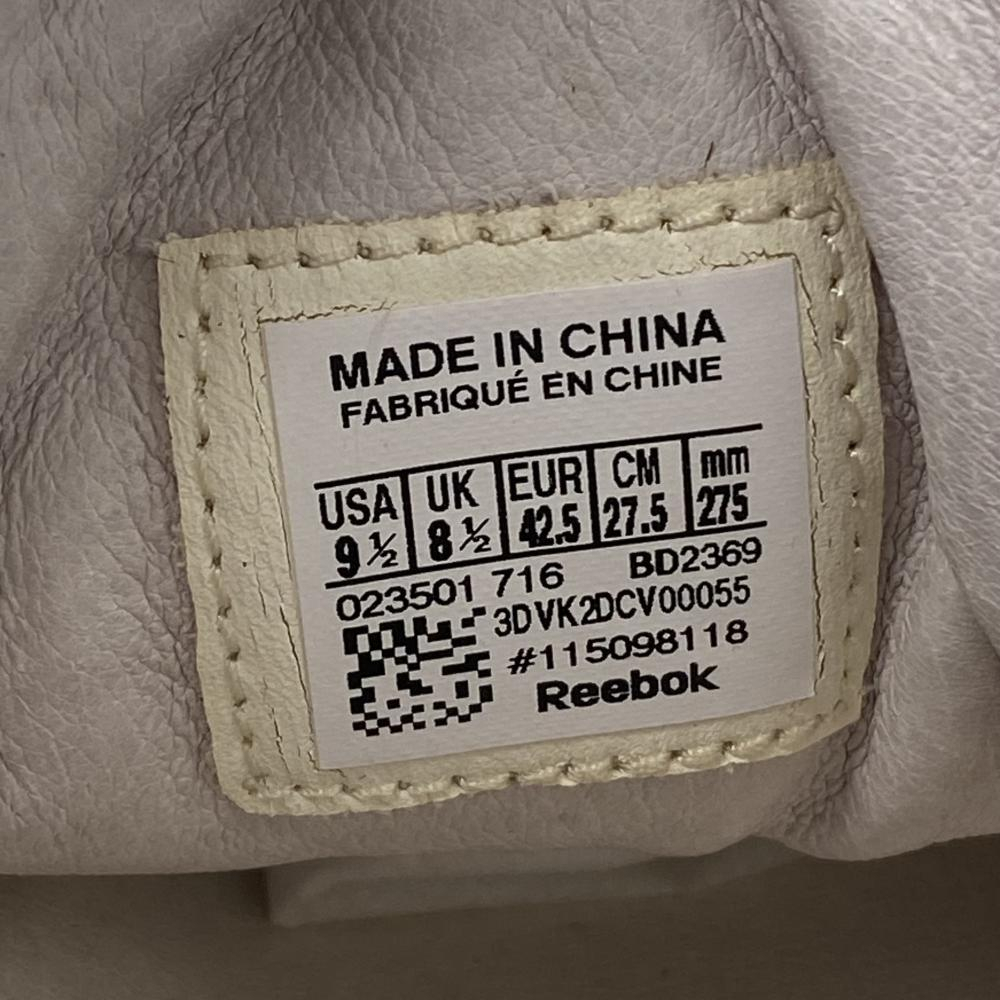 MADE IN CHINA
FABRIQUÉ EN CHINE
USA UK EUR CM mm
9 ½ 8 ½ 42.5 27.5 275
023501 716 BD2369
3DVK2DCV00055
#115098118
Reebok